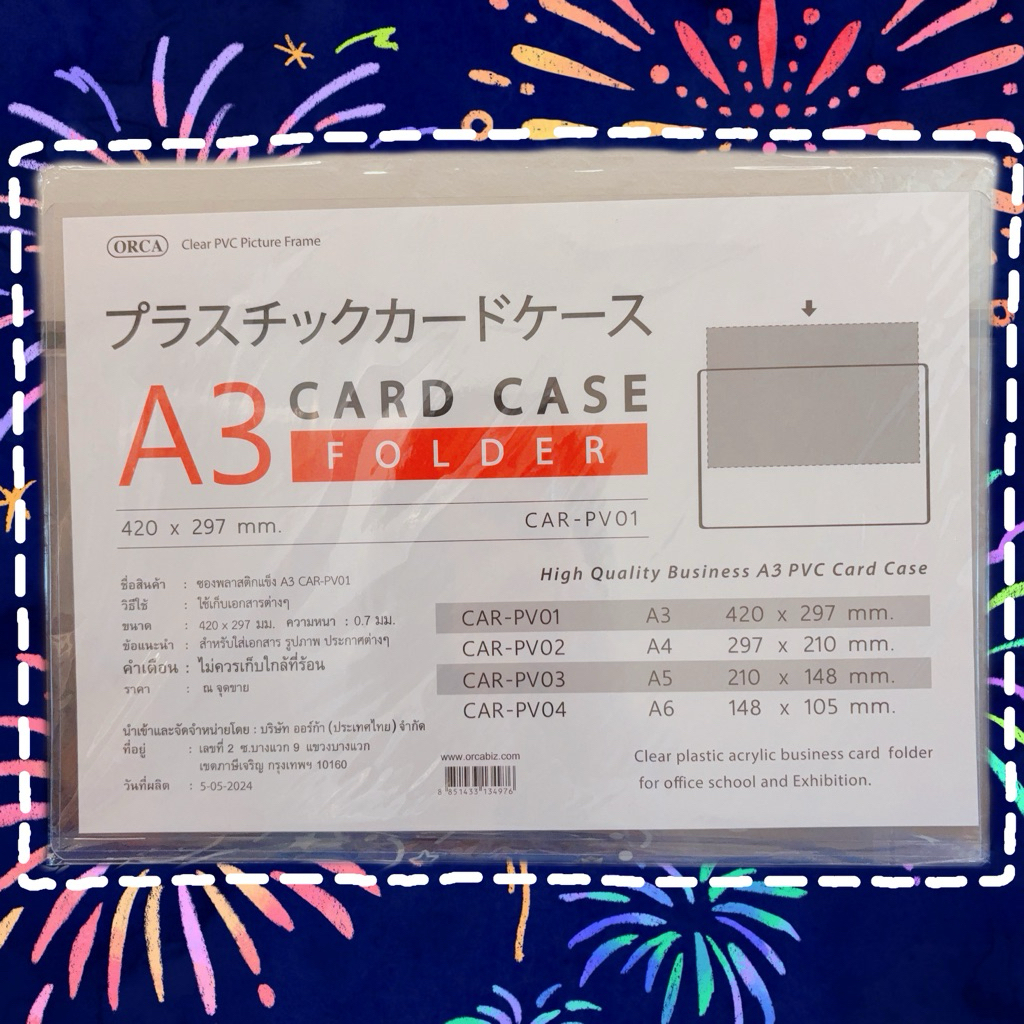 ORCA Clear PVC Picture Frame
プラスチックカードケース
A3 CARD CASE
FOLDER
420 x 297 mm. CAR-PV01
High Quality Business A3 PVC Card Case
CAR-PV01 A3 420 x 297 mm.
CAR-PV02 A4 297 x 210 mm.
CAR-PV03 A5 210 x 148 mm.
CAR-PV04 A6 148 x 105 mm.
ชื่อสินค้า : ซองพลาสติกแข็ง A3 CAR-PV01
วิธีใช้ : ใช้เก็บเอกสารต่างๆ
ขนาด : 420 x 297 มม. ความหนา : 0.7 มม.
ข้อแนะนำ : สำหรับใส่เอกสาร รูปภาพ ประกาศต่างๆ
คำเตือน : ไม่ควรเก็บใกล้ที่ร้อน
ราคา : ณ จุดขาย
นำเข้าและจัดจำหน่ายโดย : บริษัท ออร์ก้า (ประเทศไทย) จำกัด
ที่อยู่ : เลขที่ 2 ซ.บางแวก 9 แขวงบางแวก
เขตภาษีเจริญ กรุงเทพฯ 10160
วันที่ผลิต : 5-05-2024
www.orcabiz.com
8 851433 134976
Clear plastic acrylic business card folder
for office school and Exhibition.